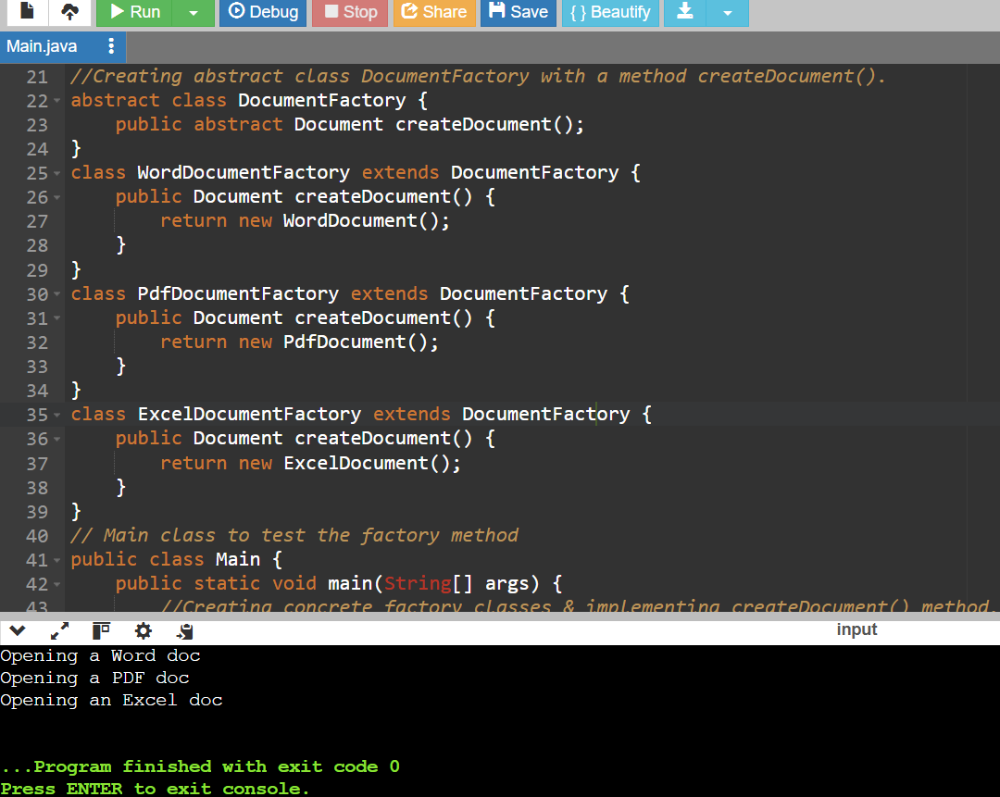 Run Debug Stop Share Save { } Beautify
Main.java
21 //Creating abstract class DocumentFactory with a method createDocument().
22 abstract class DocumentFactory {
23     public abstract Document createDocument();
24 }
25 class WordDocumentFactory extends DocumentFactory {
26     public Document createDocument() {
27         return new WordDocument();
28     }
29 }
30 class PdfDocumentFactory extends DocumentFactory {
31     public Document createDocument() {
32         return new PdfDocument();
33     }
34 }
35 class ExcelDocumentFactory extends DocumentFactory {
36     public Document createDocument() {
37         return new ExcelDocument();
38     }
39 }
40 // Main class to test the factory method
41 public class Main {
42     public static void main(String[] args) {
43         //Creating concrete factory classes & implementing createDocument() method.
input
Opening a Word doc
Opening a PDF doc
Opening an Excel doc
...Program finished with exit code 0
Press ENTER to exit console.